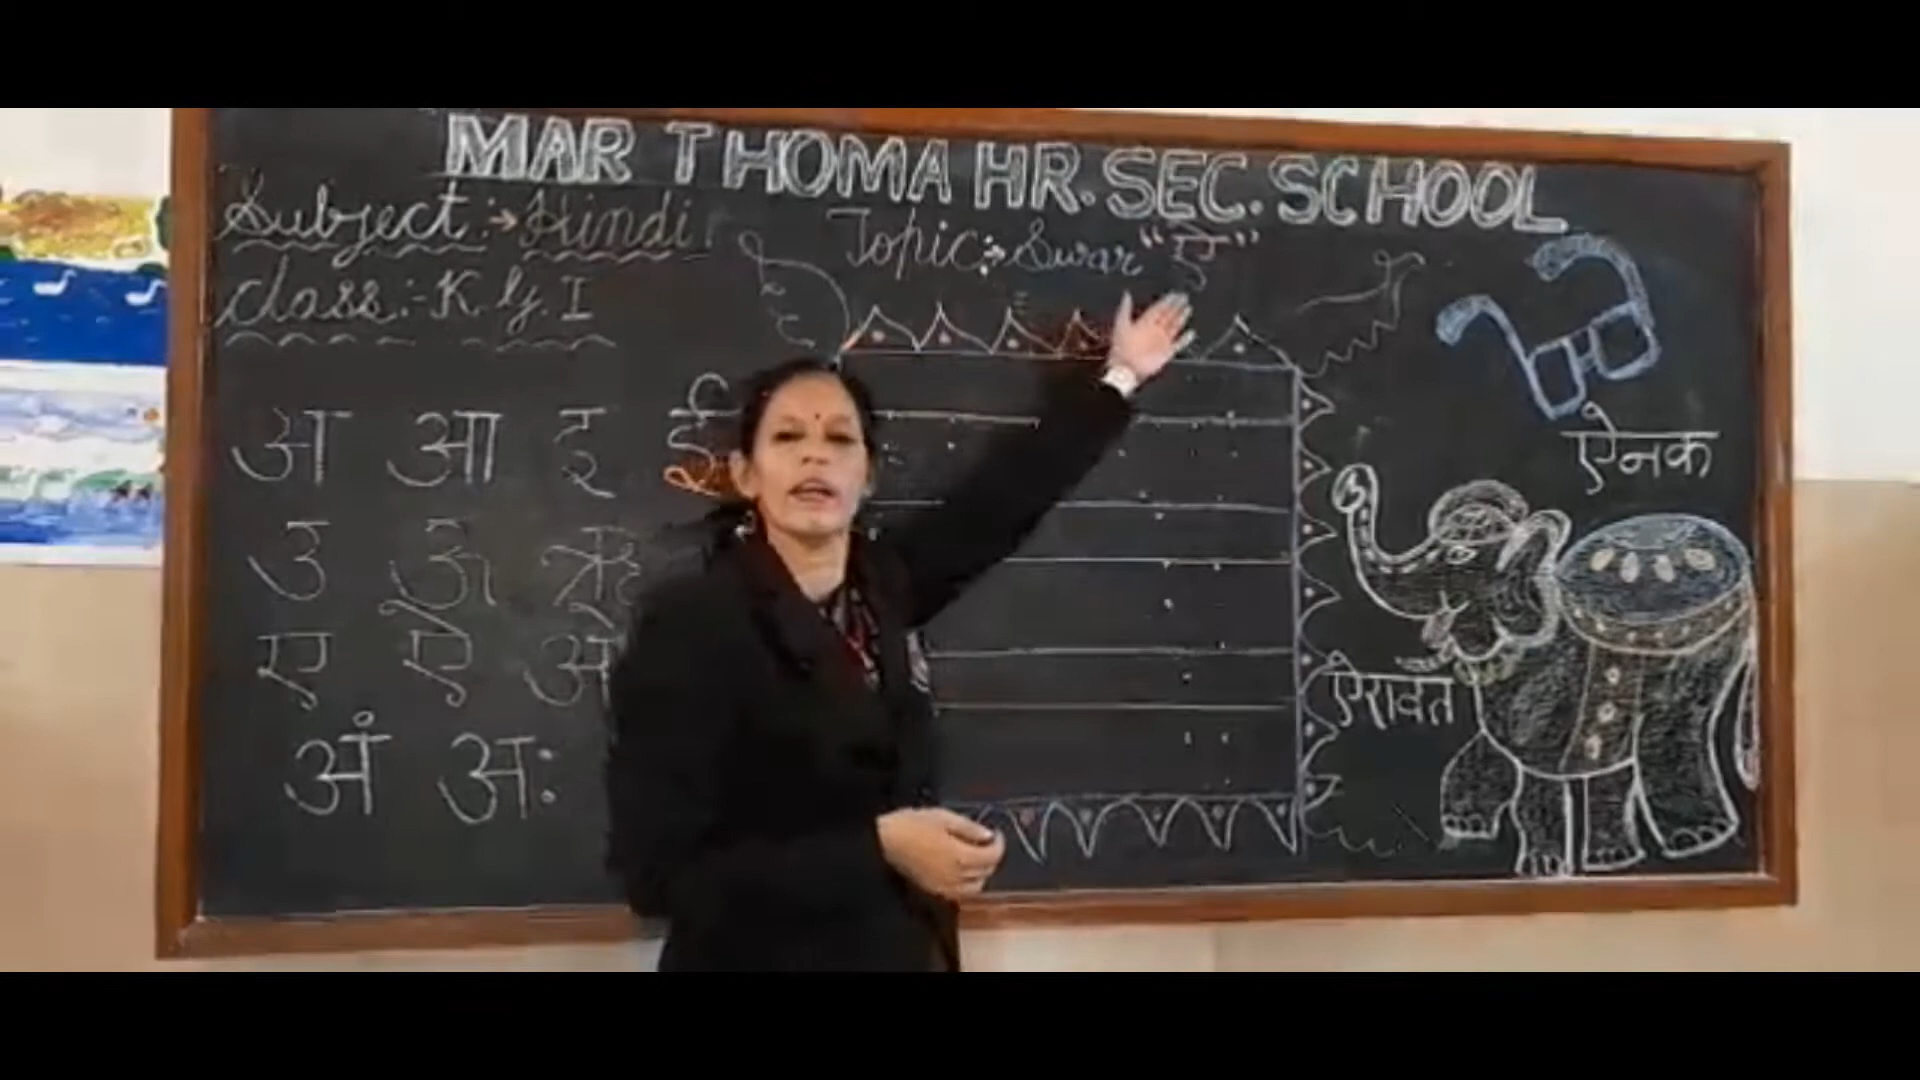 MAR THOMA HR. SEC. SCHOOL
Subject :→ Hindi
Topic :→ Swar "ऐ"
Class :- K.G. I
अ आ इ ई
उ ऊ ऋ
ए ऐ
अं अः
ऐनक
ऐरावत